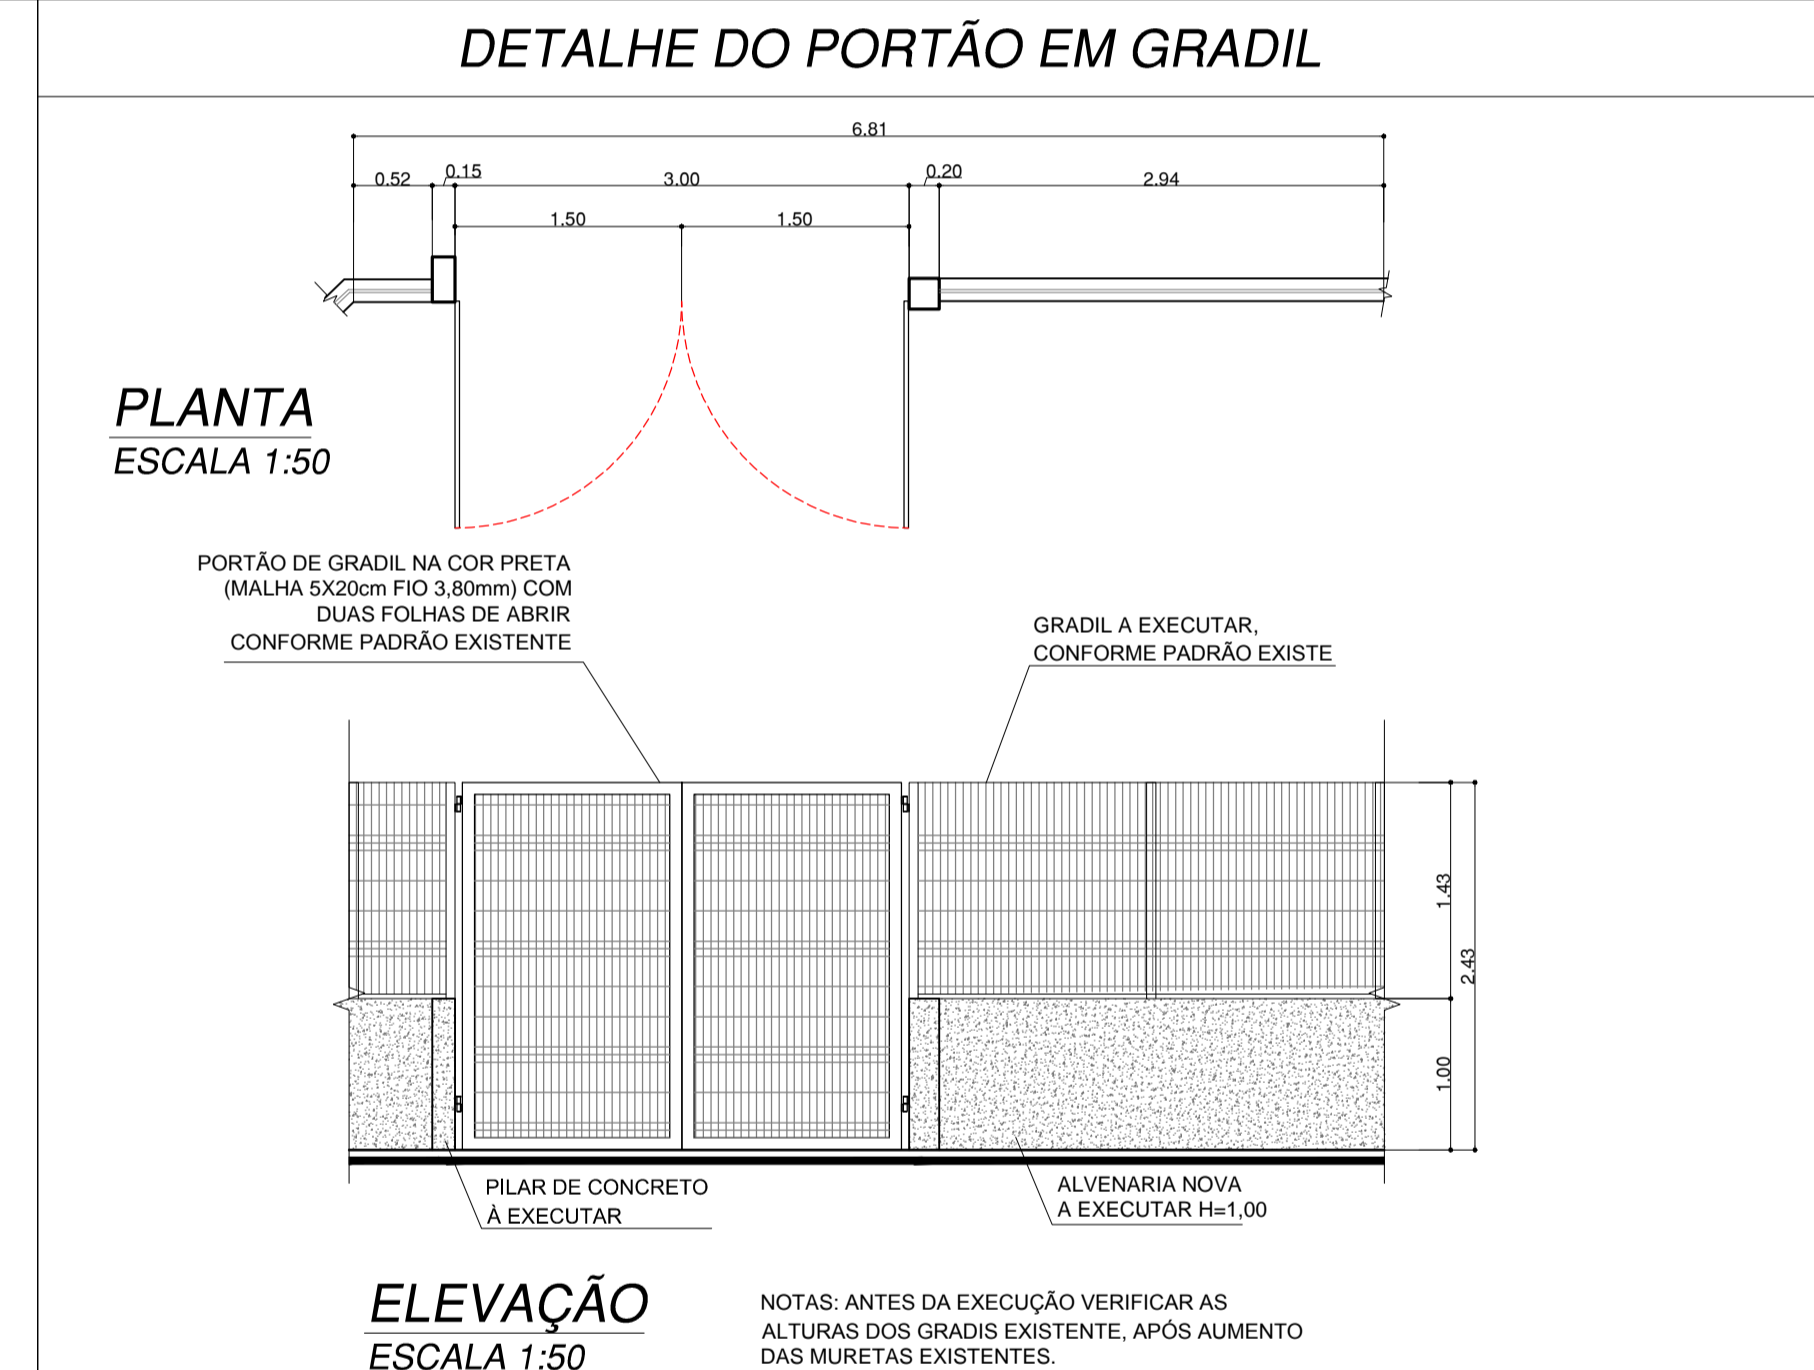 DETALHE DO PORTÃO EM GRADIL
6.81
0.52 0.15 3.00 0.20 2.94
1.50 1.50
PLANTA
ESCALA 1:50
PORTÃO DE GRADIL NA COR PRETA
(MALHA 5X20cm FIO 3,80mm) COM
DUAS FOLHAS DE ABRIR
CONFORME PADRÃO EXISTENTE
GRADIL A EXECUTAR,
CONFORME PADRÃO EXISTE
1.43
2.43
1.00
PILAR DE CONCRETO
À EXECUTAR
ALVENARIA NOVA
A EXECUTAR H=1,00
ELEVAÇÃO
ESCALA 1:50
NOTAS: ANTES DA EXECUÇÃO VERIFICAR AS
ALTURAS DOS GRADIS EXISTENTE, APÓS AUMENTO
DAS MURETAS EXISTENTES.